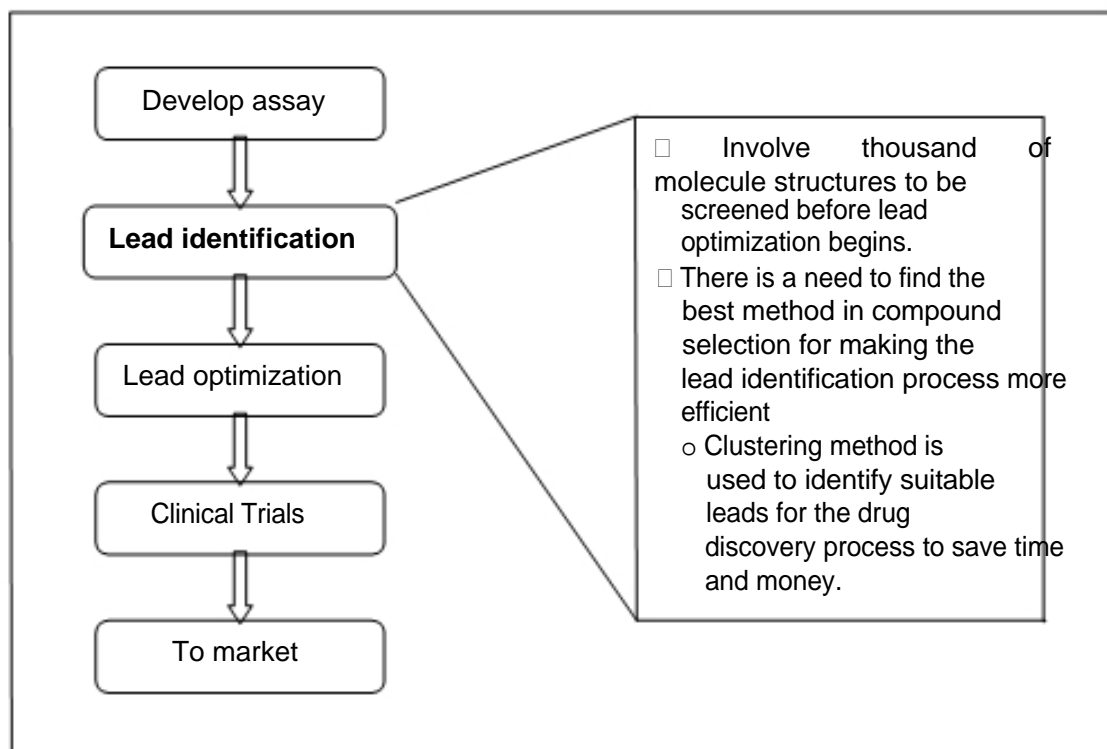 Develop assay
Lead identification
Lead optimization
Clinical Trials
To market
□ Involve thousand of
molecule structures to be
screened before lead
optimization begins.
□ There is a need to find the
best method in compound
selection for making the
lead identification process more
efficient
o Clustering method is
used to identify suitable
leads for the drug
discovery process to save time
and money.